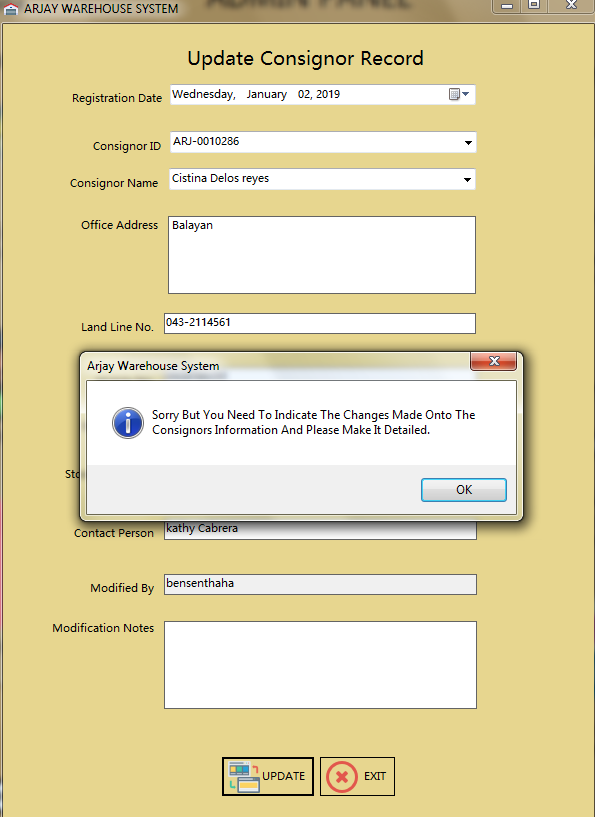 ADMIN PANEL
ARJAY WAREHOUSE SYSTEM
Update Consignor Record
Registration Date
Wednesday, January 02, 2019
Consignor ID
ARJ-0010286
Consignor Name
Cistina Delos reyes
Office Address
Balayan
Land Line No.
043-2114561
Arjay Warehouse System
Sorry But You Need To Indicate The Changes Made Onto The
Consignors Information And Please Make It Detailed.
OK
Contact Person
kathy Cabrera
Modified By
bensenthaha
Modification Notes
UPDATE
EXIT